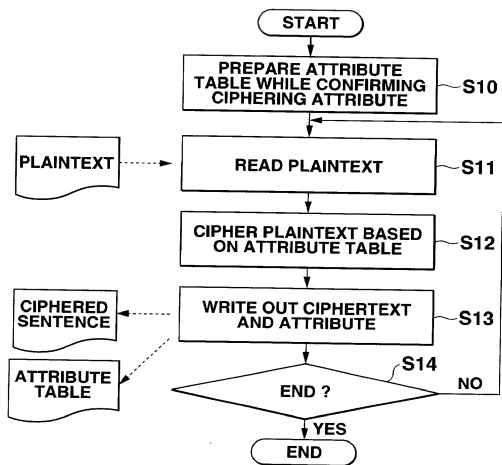 START
PREPARE ATTRIBUTE
TABLE WHILE CONFIRMING
CIPHERING ATTRIBUTE
S10
PLAINTEXT
READ PLAINTEXT
S11
CIPHER PLAINTEXT BASED
ON ATTRIBUTE TABLE
S12
CIPHERED
SENTENCE
WRITE OUT CIPHERTEXT
AND ATTRIBUTE
S13
ATTRIBUTE
TABLE
S14
END ?
NO
YES
END